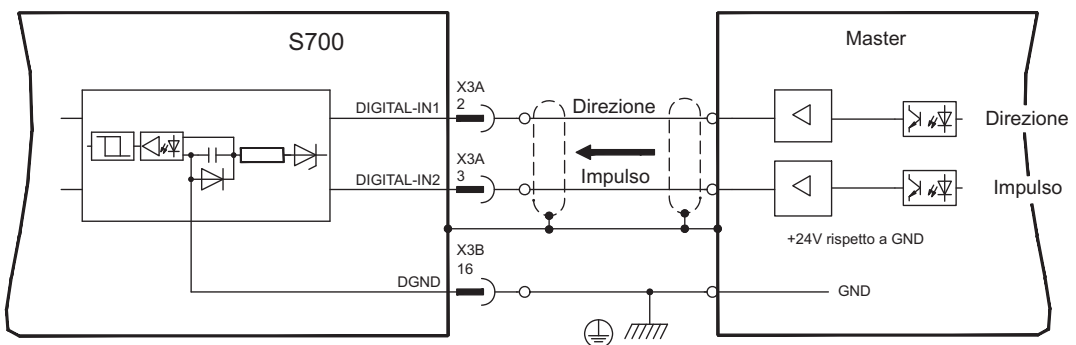 S700
Master
X3A
2
DIGITAL-IN1
Direzione
Direzione
X3A
3
DIGITAL-IN2
Impulso
Impulso
+24V rispetto a GND
X3B
16
DGND
GND